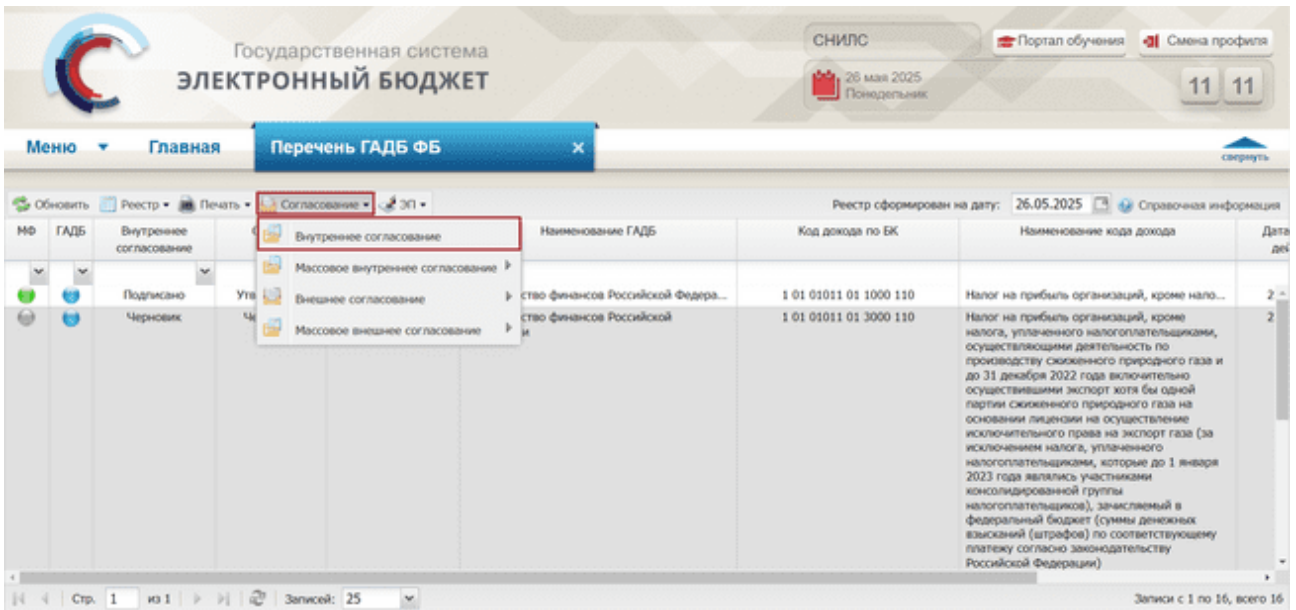 Государственная система
ЭЛЕКТРОННЫЙ БЮДЖЕТ
СНИЛС
Портал обучения
Смена профиля
26 мая 2025
Понедельник
11 11
Меню
Главная
Перечень ГАДБ ФБ
свернуть
Обновить Реестр Печать Согласование ЭП
Реестр сформирован на дату: 26.05.2025 Справочная информация
МФ ГАДБ Внутреннее согласование Наименование ГАДБ Код дохода по БК Наименование кода дохода Дата
Внутреннее согласование
Массовое внутреннее согласование
Внешнее согласование
Массовое внешнее согласование
Подписано Утв ство финансов Российской Федера... 1 01 01011 01 1000 110 Налог на прибыль организаций, кроме нало... 2
Черновик ство финансов Российской 1 01 01011 01 3000 110 Налог на прибыль организаций, кроме 2
налога, уплаченного налогоплательщиками,
осуществляющими деятельность по
производству сжиженного природного газа и
до 31 декабря 2022 года включительно
осуществившими экспорт хотя бы одной
партии сжиженного природного газа на
основании лицензии на осуществление
исключительного права на экспорт газа (за
исключением налога, уплаченного
налогоплательщиками, которые до 1 января
2023 года являлись участниками
консолидированной группы
налогоплательщиков), зачисляемый в
федеральный бюджет (суммы денежных
взысканий (штрафов) по соответствующему
платежу согласно законодательству
Российской Федерации)
Стр. 1 из 1 Записей: 25
Записи с 1 по 16, всего 16